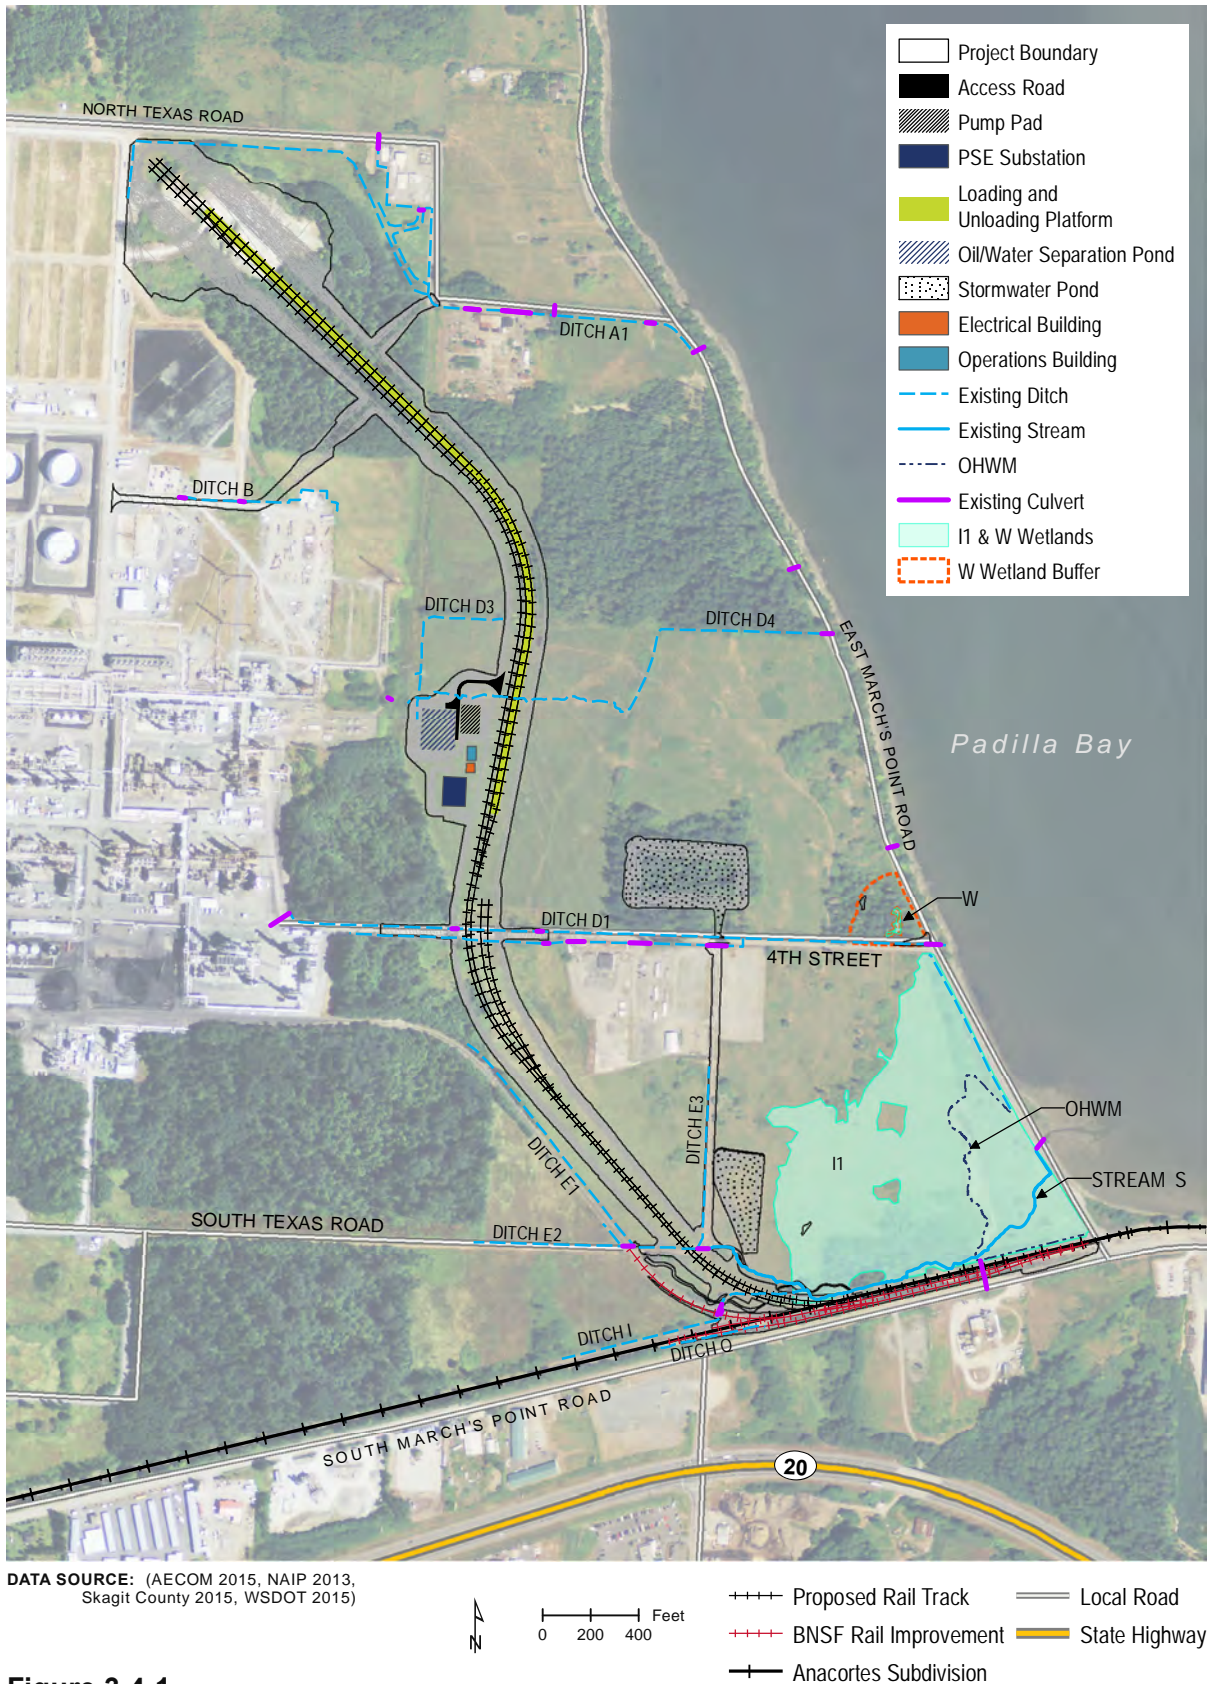 Project Boundary
Access Road
Pump Pad
PSE Substation
Loading and
Unloading Platform
Oil/Water Separation Pond
Stormwater Pond
Electrical Building
Operations Building
Existing Ditch
Existing Stream
OHWM
Existing Culvert
I1 & W Wetlands
W Wetland Buffer
NORTH TEXAS ROAD
DITCH A1
DITCH B
DITCH D3
DITCH D4
EAST MARCH'S POINT ROAD
Padilla Bay
W
DITCH D1
4TH STREET
DITCH E3
OHWM
DITCH E1
I1
STREAM S
SOUTH TEXAS ROAD
DITCH E2
DITCH I
DITCH Q
SOUTH MARCH'S POINT ROAD
20
DATA SOURCE: (AECOM 2015, NAIP 2013,
Skagit County 2015, WSDOT 2015)
N
Feet
0 200 400
Proposed Rail Track
BNSF Rail Improvement
Anacortes Subdivision
Local Road
State Highway